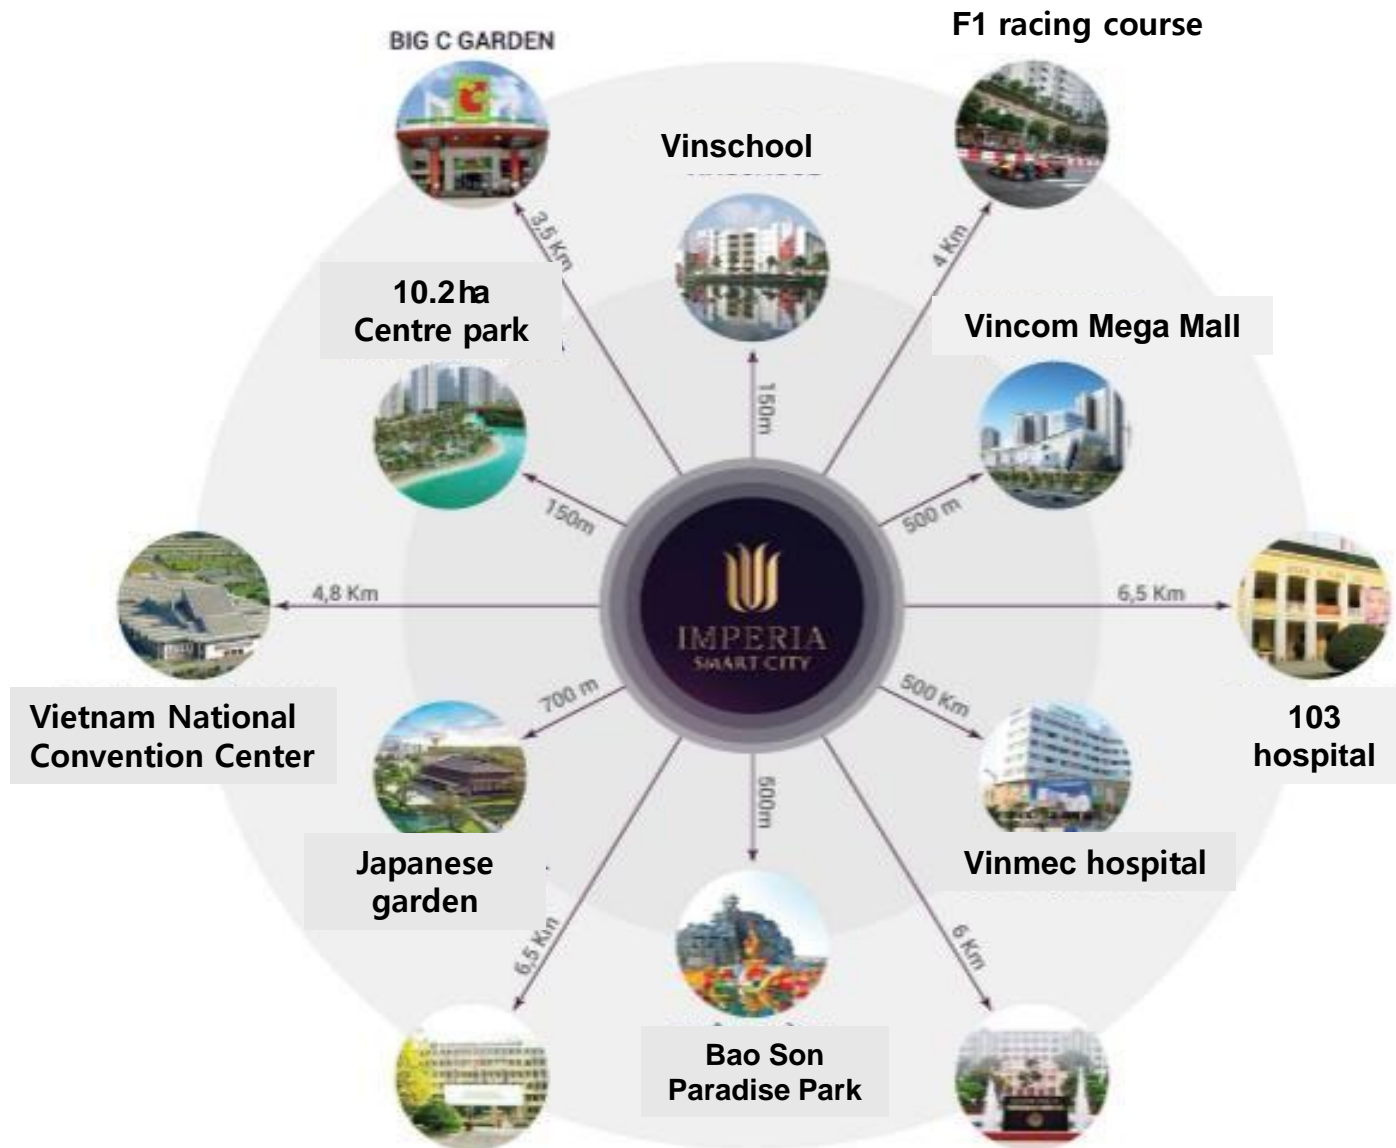 F1 racing course
BIG C GARDEN
Vinschool
3,5 Km
4 Km
10.2 ha
Centre park
Vincom Mega Mall
150m
150m
500 m
4,8 Km
6,5 Km
IMPERIA
SMART CITY
700 m
500 Km
Vietnam National
Convention Center
103
hospital
500m
Japanese
garden
Vinmec hospital
6,5 Km
6 Km
Bao Son
Paradise Park